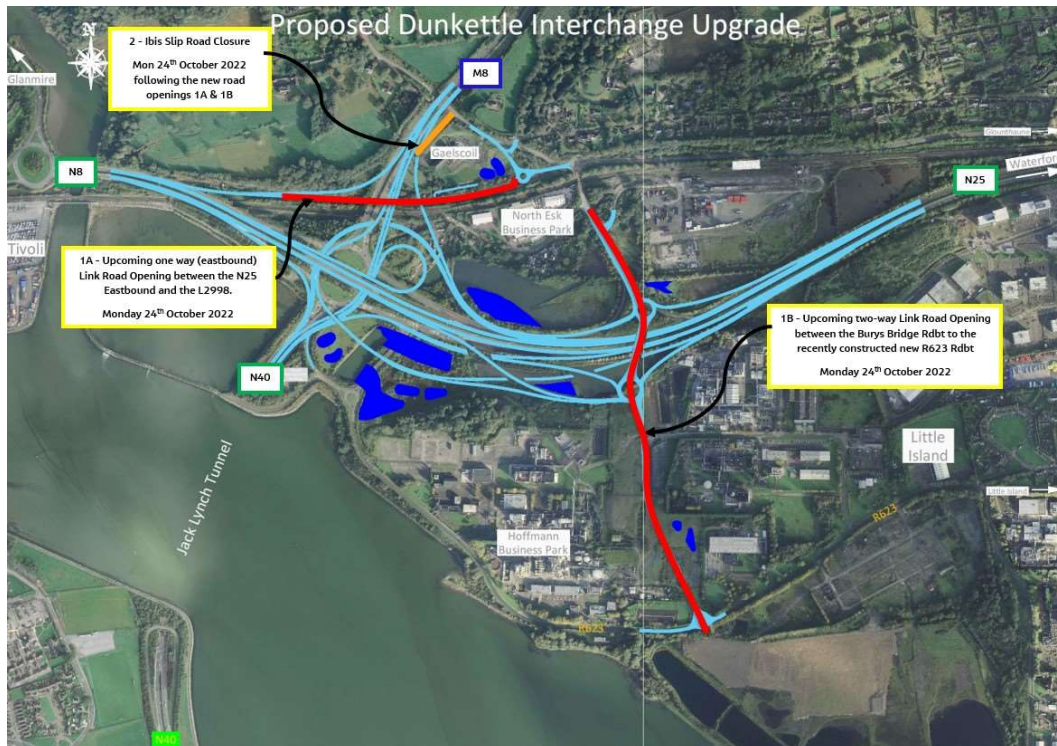 Proposed Dunkettle Interchange Upgrade
N
Glanmire
2 - Ibis Slip Road Closure
Mon 24th October 2022
following the new road
openings 1A & 1B
M8
Gaelscoil
Glounthaune
Waterford
N25
N8
North Esk
Business Park
Tivoli
1A - Upcoming one way (eastbound)
Link Road Opening between the N25
Eastbound and the L2998.
Monday 24th October 2022
1B - Upcoming two-way Link Road Opening
between the Burys Bridge Rdbt to the
recently constructed new R623 Rdbt
Monday 24th October 2022
N40
Little
Island
Little Island
R623
Jack Lynch Tunnel
Hoffmann
Business Park
R623
N40